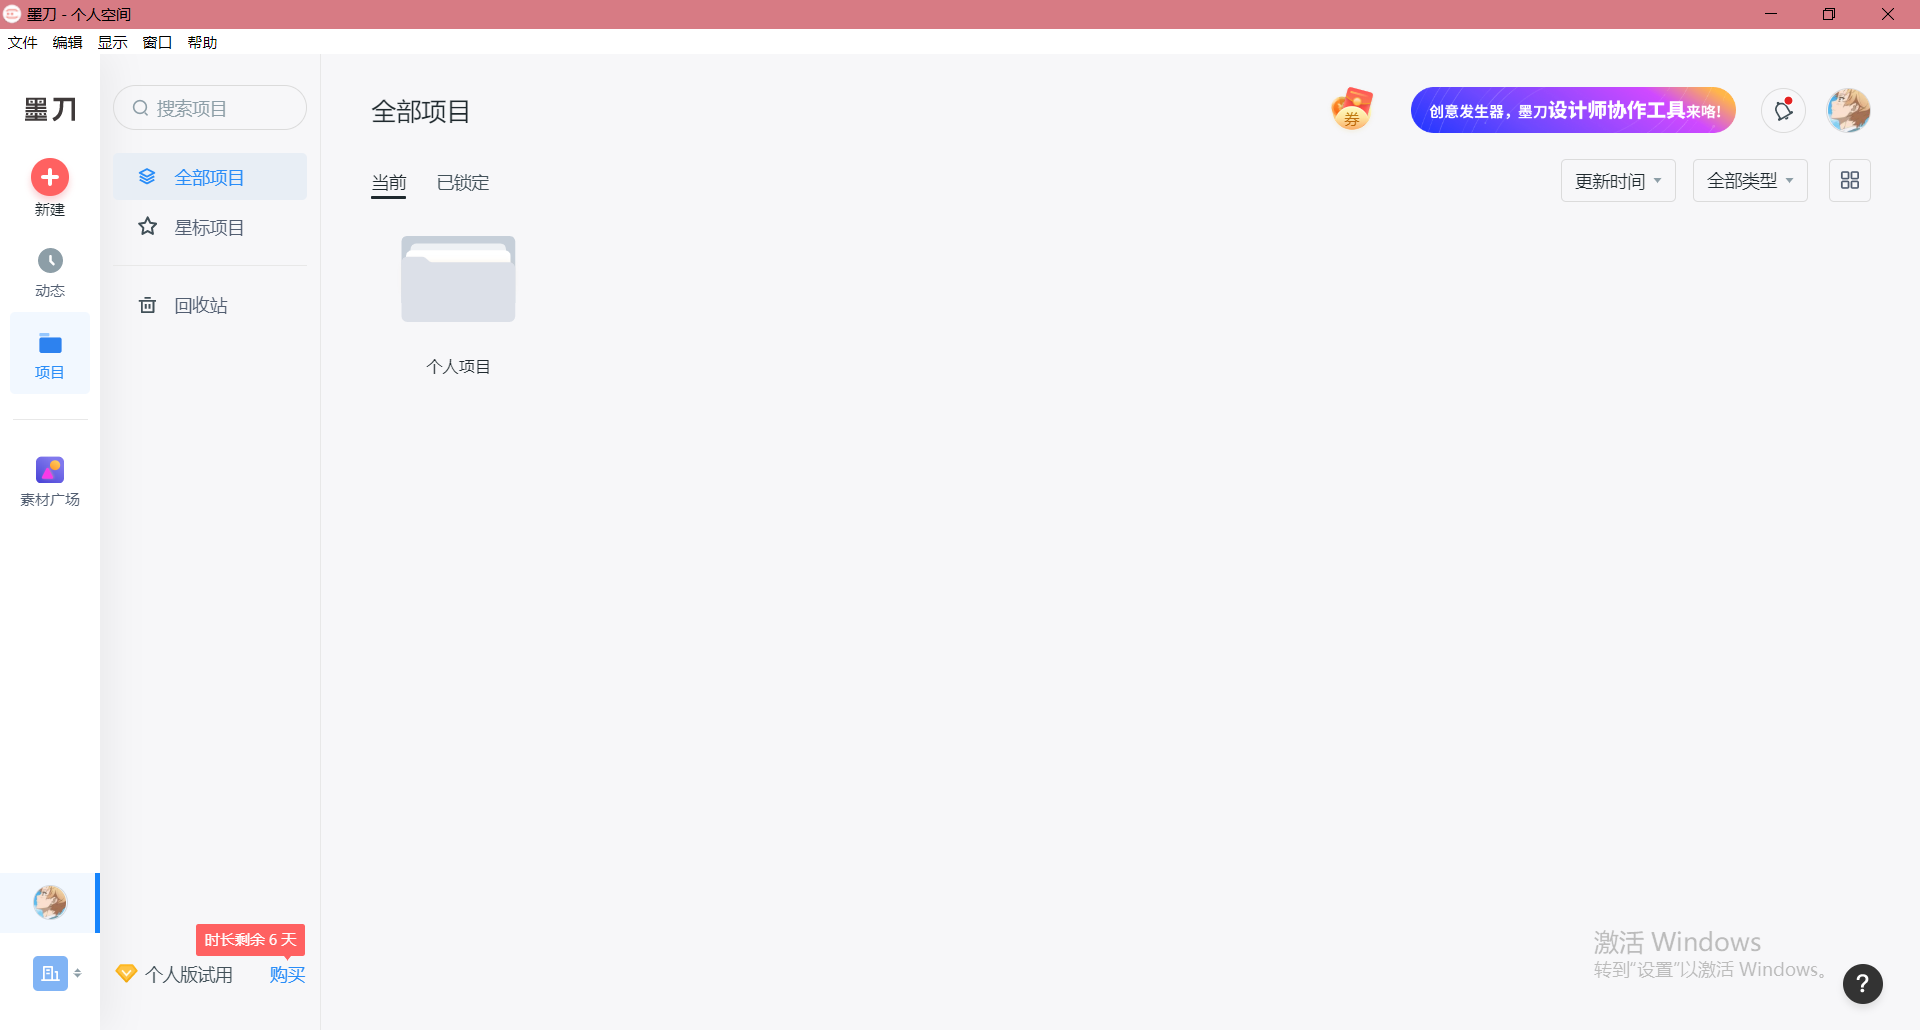 墨刀 - 个人空间
文件 编辑 显示 窗口 帮助
墨刀
新建
动态
项目
素材广场
搜索项目
全部项目
星标项目
回收站
时长剩余 6 天
个人版试用 购买
全部项目
券
创意发生器，墨刀设计师协作工具来咯!
当前 已锁定
更新时间 全部类型
个人项目
激活 Windows
转到"设置"以激活 Windows。
?